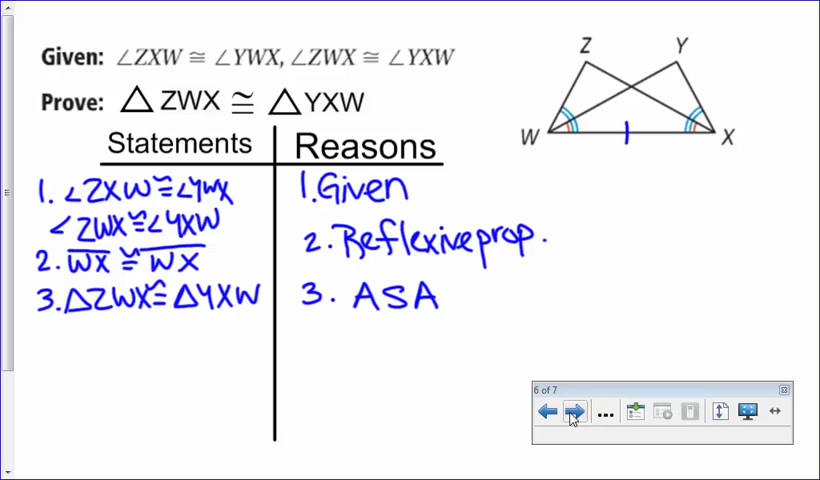 Given: ∠ZXW ≅ ∠YWX, ∠ZWX ≅ ∠YXW
Prove: △ ZWX ≅ △YXW
Z
Y
W
X
Statements
Reasons
1. ∠ZXW ≅ ∠YWX
∠ZWX ≅ ∠YXW
2. WX ≅ WX
3. △ZWX ≅ △YXW
1. Given
2. Reflexive prop.
3. ASA
6 of 7